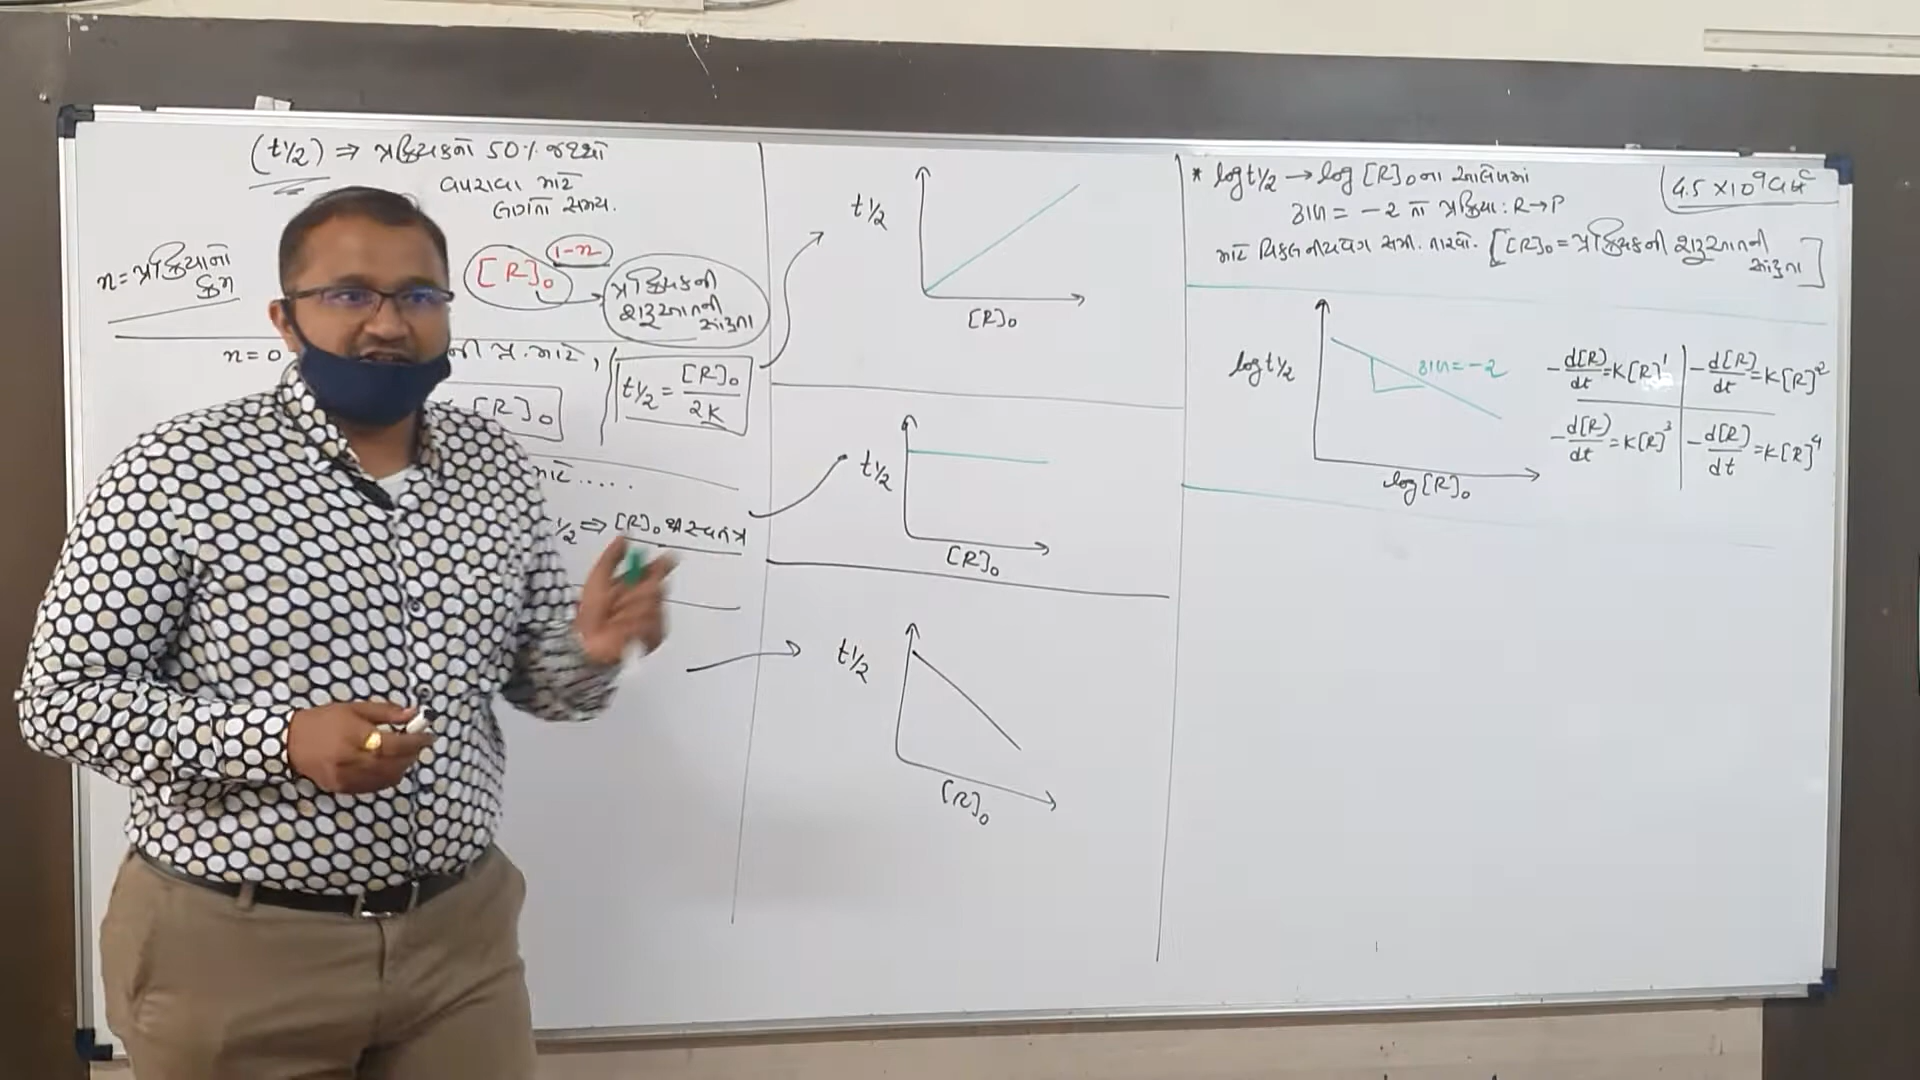 (t½) ⇒ પ્રક્રિયકનો 50% જથ્થો
વપરાવા માટે
લાગતો સમય.
n = પ્રક્રિયાનો
ક્રમ
[R]₀ 1-n
પ્રક્રિયકની
શરૂઆતની
સાંદ્રતા
n = 0 ની પ્ર. માટે,
[R]₀
t½ = [R]₀ / 2K
માટે.....
½ ⇒ [R]₀ થી સ્વતંત્ર
t½
[R]₀
t½
[R]₀
t½
[R]₀
* log t½ → log [R]₀ ના આલેખમાં
ઢાળ = -2 તો પ્રક્રિયા: R→P
માટે વિકલન વેગ સમી. તારવો. [[R]₀ = પ્રક્રિયકની શરૂઆતની
સાંદ્રતા]
4.5 × 10⁹ વર્ષ
log t½
ઢાળ = -2
log [R]₀
-d[R]/dt = K[R]¹ | -d[R]/dt = K[R]²
-d[R]/dt = K[R]³ | -d[R]/dt = K[R]⁴